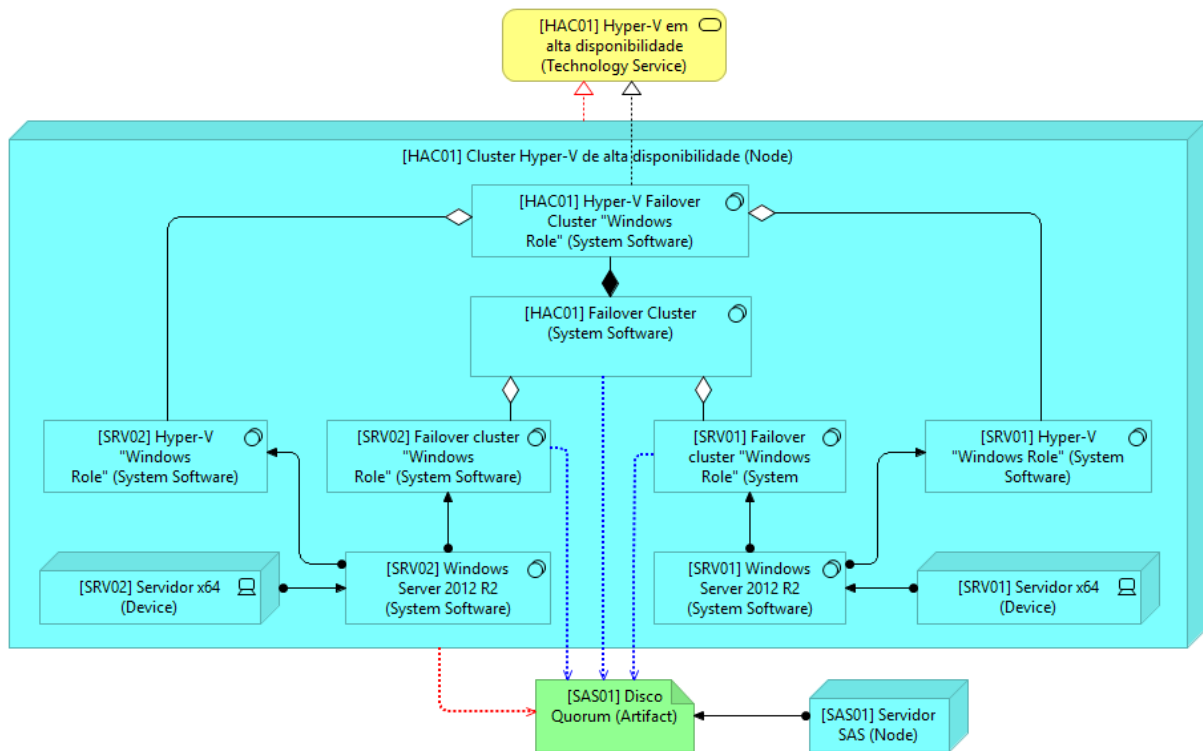 [HAC01] Hyper-V em
alta disponibilidade
(Technology Service)
[HAC01] Cluster Hyper-V de alta disponibilidade (Node)
[HAC01] Hyper-V Failover
Cluster "Windows
Role" (System Software)
[HAC01] Failover Cluster
(System Software)
[SRV02] Hyper-V
"Windows
Role" (System Software)
[SRV02] Failover cluster
"Windows
Role" (System Software)
[SRV01] Failover
cluster "Windows
Role" (System
[SRV01] Hyper-V
"Windows Role" (System
Software)
[SRV02] Servidor x64
(Device)
[SRV02] Windows
Server 2012 R2
(System Software)
[SRV01] Windows
Server 2012 R2
(System Software)
[SRV01] Servidor x64
(Device)
[SAS01] Disco
Quorum (Artifact)
[SAS01] Servidor
SAS (Node)